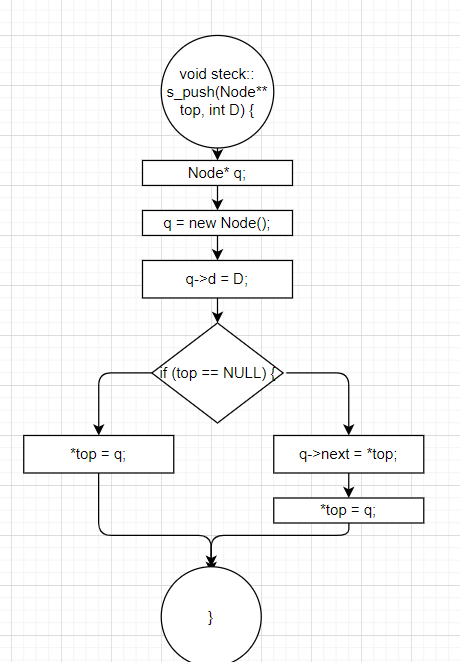 void steck::
s_push(Node**
top, int D) {
Node* q;
q = new Node();
q->d = D;
if (top == NULL) {
*top = q;
q->next = *top;
*top = q;
}